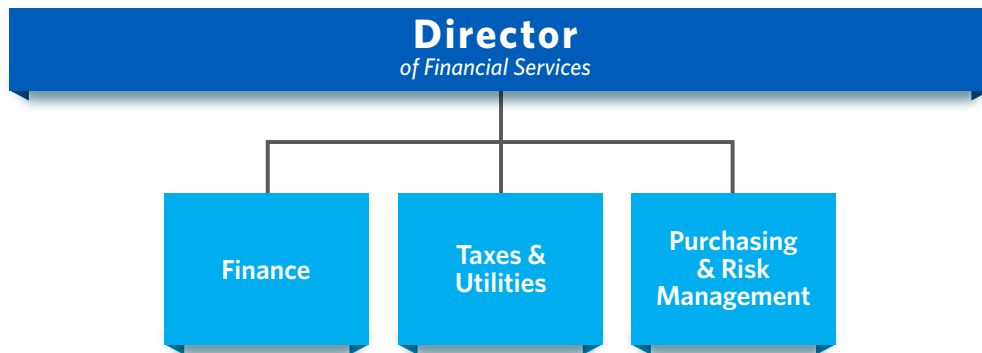 Director
of Financial Services
Finance
Taxes &
Utilities
Purchasing
& Risk
Management